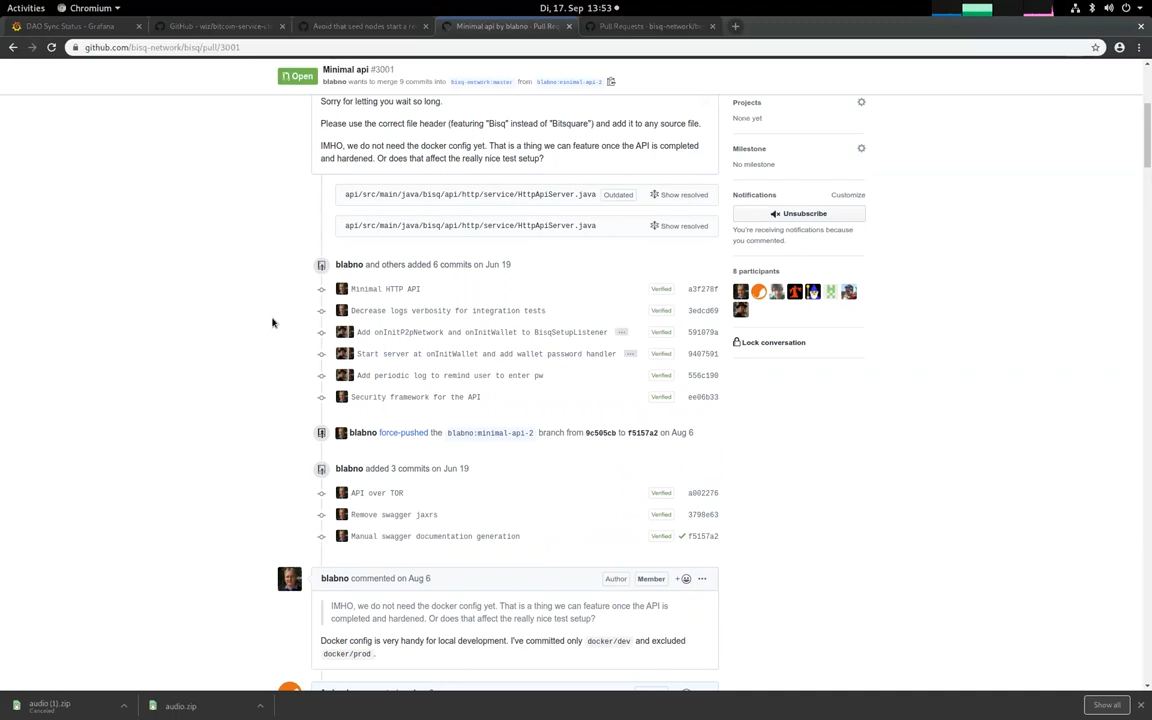 Activities
Chromium
Di, 17. Sep 13:53
DAO Sync Status - Grafana
GitHub - wiz/bitcoin-service-s
Avoid that seed nodes start a re
Minimal api by blabno · Pull Req
Pull Requests · bisq-network/b
github.com/bisq-network/bisq/pull/3001
Open
Minimal api #3001
blabno wants to merge 9 commits into bisq-network:master from blabno:minimal-api-2
Sorry for letting you wait so long.
Please use the correct file header (featuring "Bisq" instead of "Bitsquare") and add it to any source file.
IMHO, we do not need the docker config yet. That is a thing we can feature once the API is completed
and hardened. Or does that affect the really nice test setup?
api/src/main/java/bisq/api/http/service/HttpApiServer.java Outdated Show resolved
api/src/main/java/bisq/api/http/service/HttpApiServer.java Show resolved
blabno and others added 6 commits on Jun 19
Minimal HTTP API Verified a3f278f
Decrease logs verbosity for integration tests Verified 3edcd69
Add onInitP2pNetwork and onInitWallet to BisqSetupListener ... Verified 591079a
Start server at onInitWallet and add wallet password handler ... Verified 9407591
Add periodic log to remind user to enter pw Verified 556c190
Security framework for the API Verified ee06b33
blabno force-pushed the blabno:minimal-api-2 branch from 9c505cb to f5157a2 on Aug 6
blabno added 3 commits on Jun 19
API over TOR Verified a002276
Remove swagger jaxrs Verified 3798e63
Manual swagger documentation generation Verified f5157a2
blabno commented on Aug 6 Author Member
IMHO, we do not need the docker config yet. That is a thing we can feature once the API is
completed and hardened. Or does that affect the really nice test setup?
Docker config is very handy for local development. I've committed only docker/dev and excluded
docker/prod .
Projects
None yet
Milestone
No milestone
Notifications Customize
Unsubscribe
You're receiving notifications because
you commented.
8 participants
Lock conversation
audio (1).zip
Canceled
audio.zip
Show all